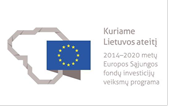 Kuriame
Lietuvos ateitį
2014–2020 metų
Europos Sąjungos
fondų investicijų
veiksmų programa